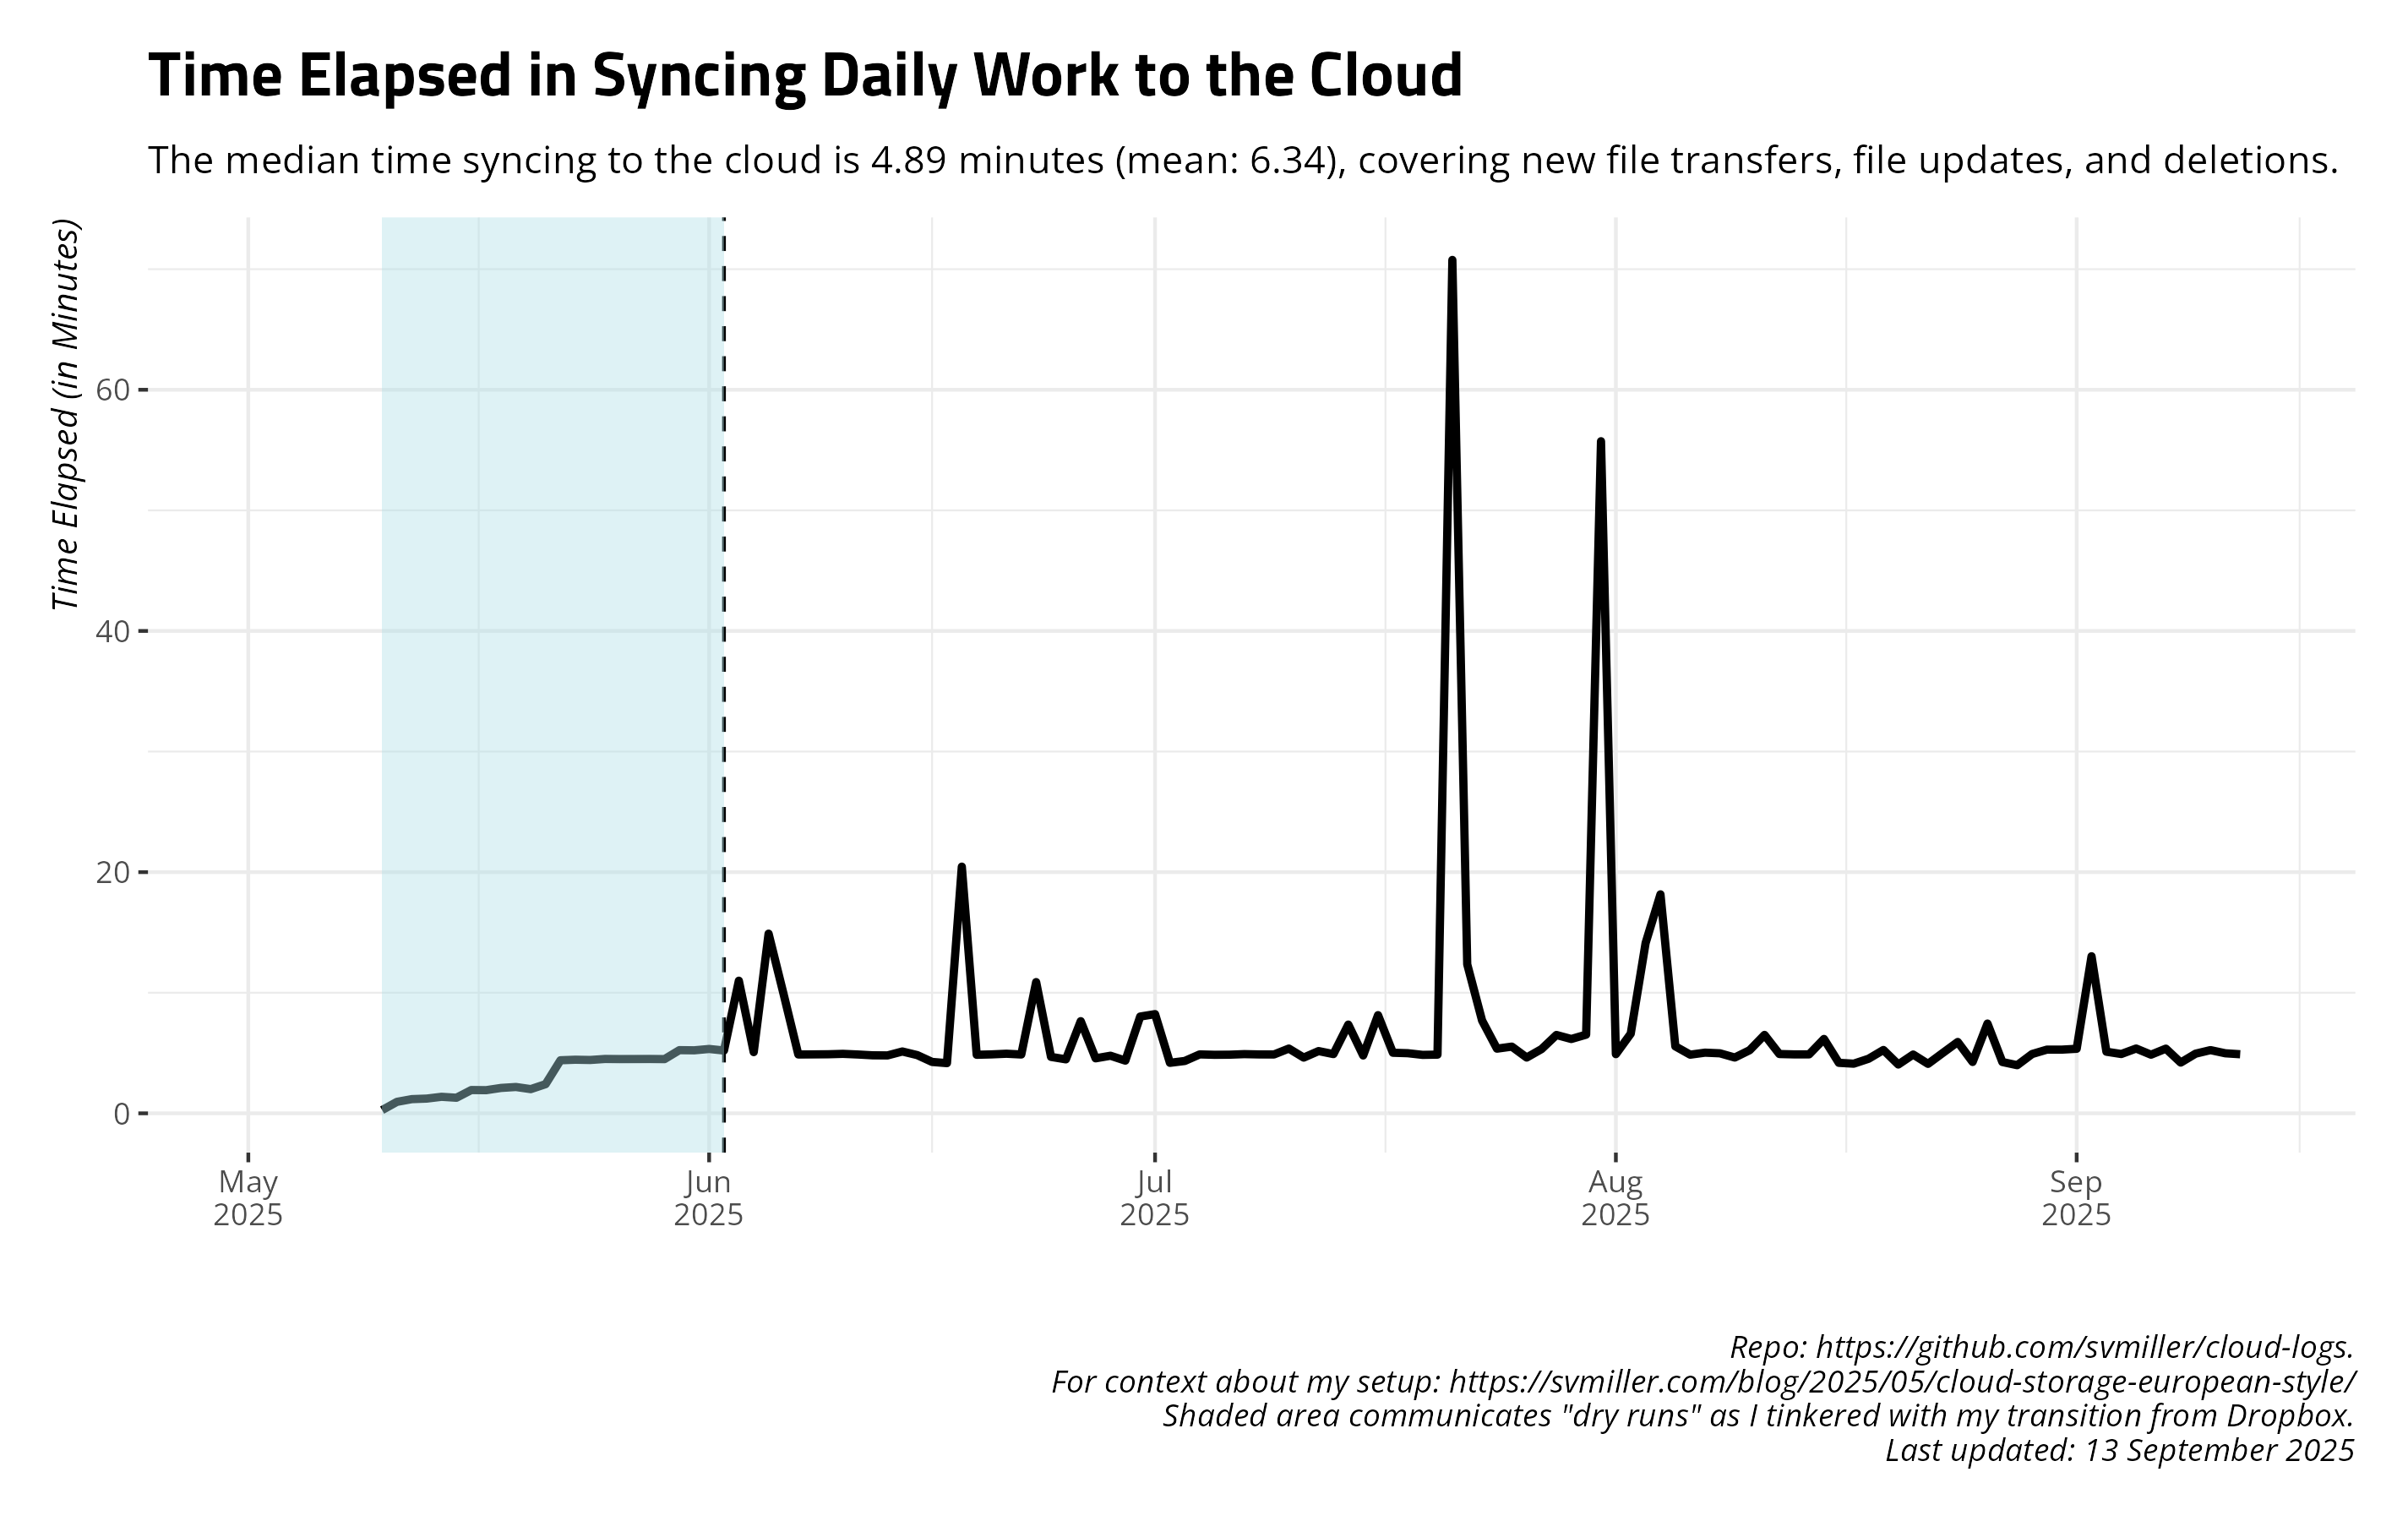 Time Elapsed in Syncing Daily Work to the Cloud
The median time syncing to the cloud is 4.89 minutes (mean: 6.34), covering new file transfers, file updates, and deletions.
Time Elapsed (in Minutes)
60
40
20
0
May
2025
Jun
2025
Jul
2025
Aug
2025
Sep
2025
Repo: https://github.com/svmiller/cloud-logs.
For context about my setup: https://svmiller.com/blog/2025/05/cloud-storage-european-style/
Shaded area communicates "dry runs" as I tinkered with my transition from Dropbox.
Last updated: 13 September 2025